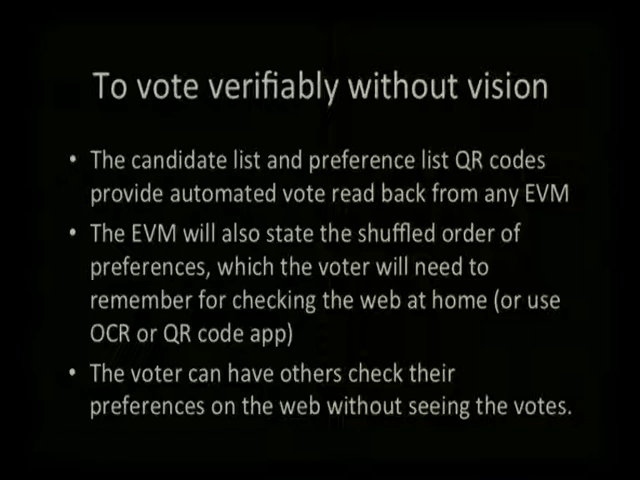 To vote verifiably without vision
• The candidate list and preference list QR codes
provide automated vote read back from any EVM
• The EVM will also state the shuffled order of
preferences, which the voter will need to
remember for checking the web at home (or use
OCR or QR code app)
• The voter can have others check their
preferences on the web without seeing the votes.